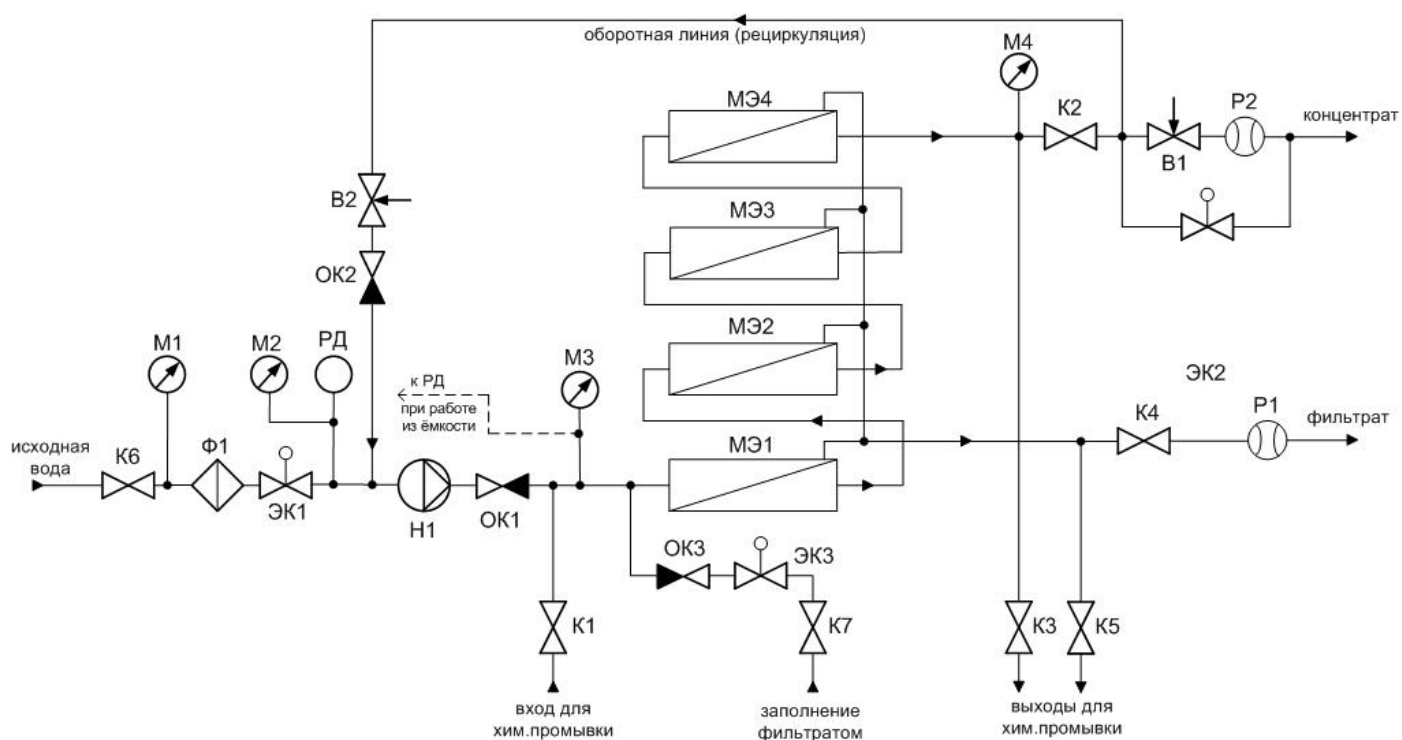 оборотная линия (рециркуляция)
М4
МЭ4
К2
Р2
концентрат
В1
В2
МЭ3
ОК2
МЭ2
М1
М2
РД
М3
к РД
при работе
из ёмкости
ЭК2
К4
Р1
фильтрат
исходная
вода
К6
Ф1
ЭК1
Н1
ОК1
МЭ1
ОК3
ЭК3
К1
К7
К3
К5
вход для
хим.промывки
заполнение
фильтратом
выходы для
хим.промывки